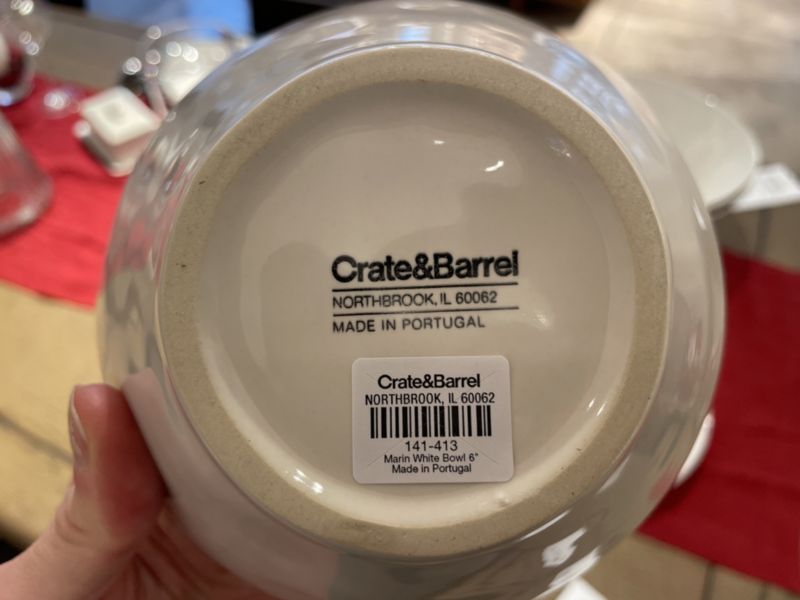 Crate&Barrel
NORTHBROOK, IL 60062
MADE IN PORTUGAL
Crate&Barrel
NORTHBROOK, IL 60062
141-413
Marin White Bowl 6"
Made in Portugal